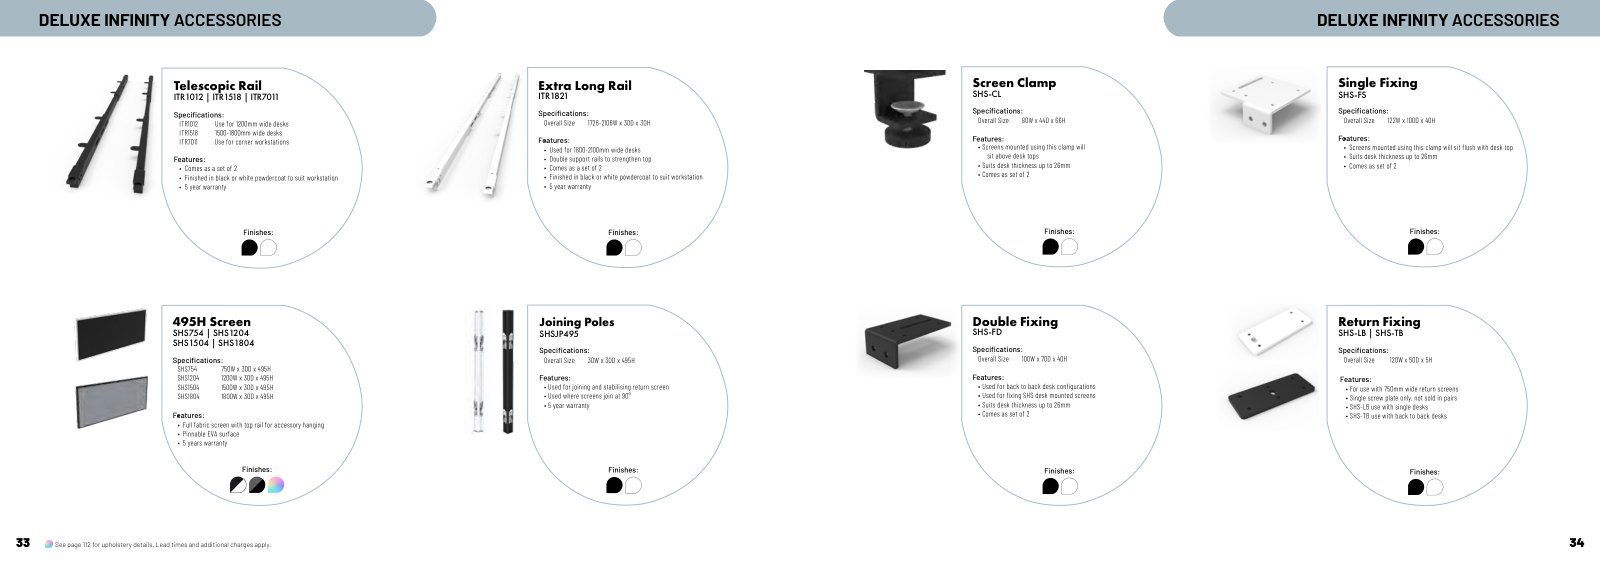 DELUXE INFINITY ACCESSORIES
Telescopic Rail
ITR1012 | ITR1518 | ITR7011
Specifications:
ITR1012 Use for 1200mm wide desks
ITR1518 1500-1800mm wide desks
ITR7011 Use for corner workstations
Features:
• Comes as a set of 2
• Finished in black or white powdercoat to suit workstation
• 5 year warranty
Finishes:
Extra Long Rail
ITR1821
Specifications:
Overall Size 1726-2106W x 30D x 30H
Features:
• Used for 1800-2100mm wide desks
• Double support rails to strengthen top
• Comes as a set of 2
• Finished in black or white powdercoat to suit workstation
• 5 year warranty
Finishes:
495H Screen
SHS754 | SHS1204
SHS1504 | SHS1804
Specifications:
SHS754 750W x 30D x 495H
SHS1204 1200W x 30D x 495H
SHS1504 1500W x 30D x 495H
SHS1804 1800W x 30D x 495H
Features:
• Full fabric screen with top rail for accessory hanging
• Pinnable EVA surface
• 5 years warranty
Finishes:
Joining Poles
SHSJP495
Specifications:
Overall Size 30W x 30D x 495H
Features:
• Used for joining and stabilising return screen
• Used where screens join at 90°
• 5 year warranty
Finishes:
33
See page 112 for upholstery details. Lead times and additional charges apply.
DELUXE INFINITY ACCESSORIES
Screen Clamp
SHS-CL
Specifications:
Overall Size 80W x 44D x 66H
Features:
• Screens mounted using this clamp will
sit above desk tops
• Suits desk thickness up to 26mm
• Comes as set of 2
Finishes:
Single Fixing
SHS-FS
Specifications:
Overall Size 122W x 100D x 40H
Features:
• Screens mounted using this clamp will sit flush with desk top
• Suits desk thickness up to 26mm
• Comes as set of 2
Finishes:
Double Fixing
SHS-FD
Specifications:
Overall Size 100W x 70D x 40H
Features:
• Used for back to back desk configurations
• Used for fixing SHS desk mounted screens
• Suits desk thickness up to 26mm
• Comes as set of 2
Finishes:
Return Fixing
SHS-LB | SHS-TB
Specifications:
Overall Size 120W x 50D x 5H
Features:
• For use with 750mm wide return screens
• Single screw plate only, not sold in pairs
• SHS-LB use with single desks
• SHS-TB use with back to back desks
Finishes:
34